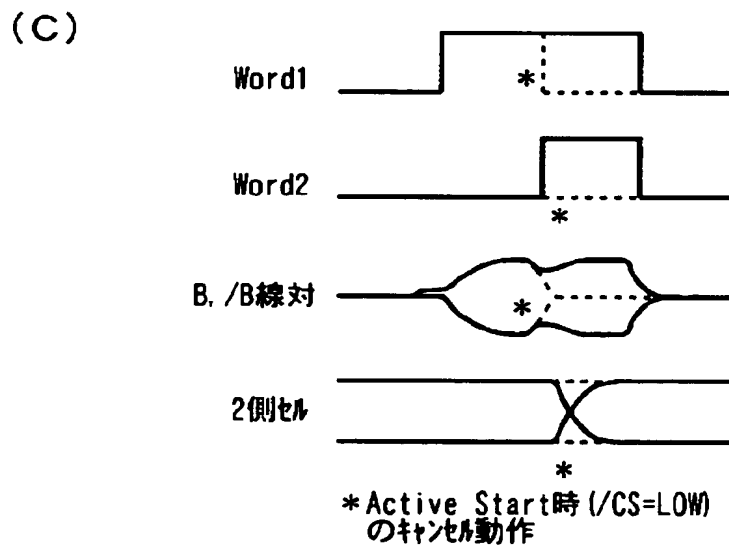 (C)
Word1
*
Word2
*
B, /B線対
*
2側ｾﾙ
*
*Active Start時(/CS=LOW)
のｷｬﾝｾﾙ動作